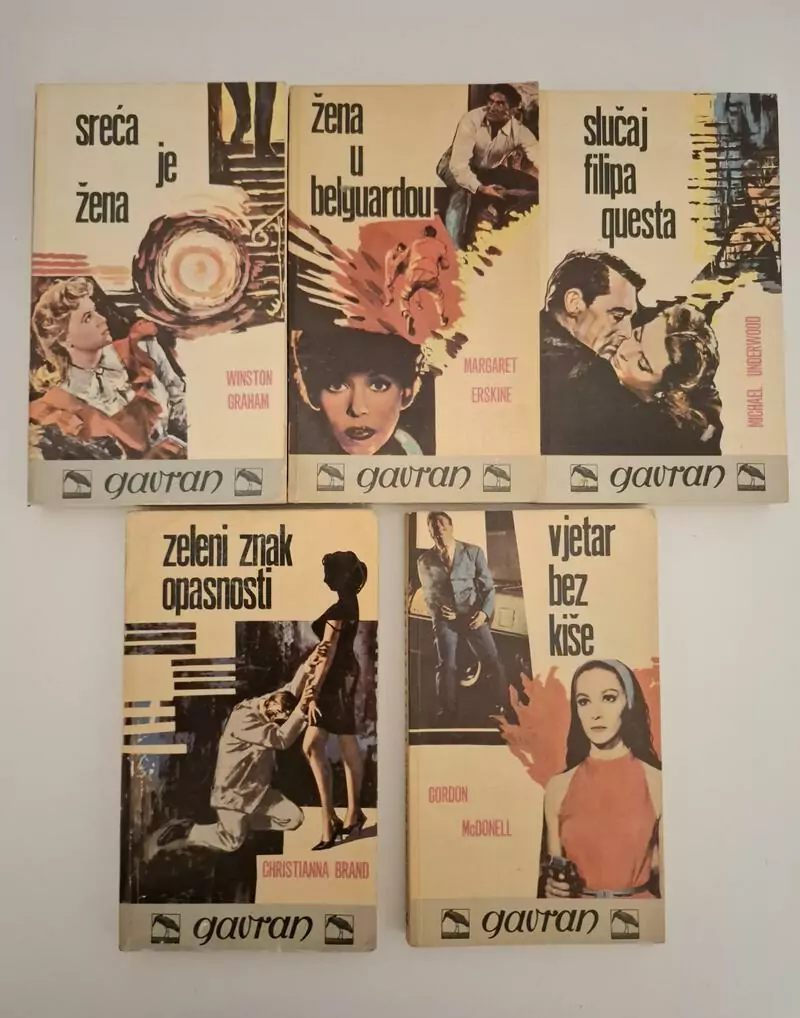 sreća
je
žena
WINSTON
GRAHAM
gavran
žena
u
belguardou
MARGARET
ERSKINE
gavran
slučaj
filipa
questa
MICHAEL UNDERWOOD
gavran
zeleni znak
opasnosti
CHRISTIANNA BRAND
gavran
vjetar
bez
kiše
GORDON
McDONELL
gavran